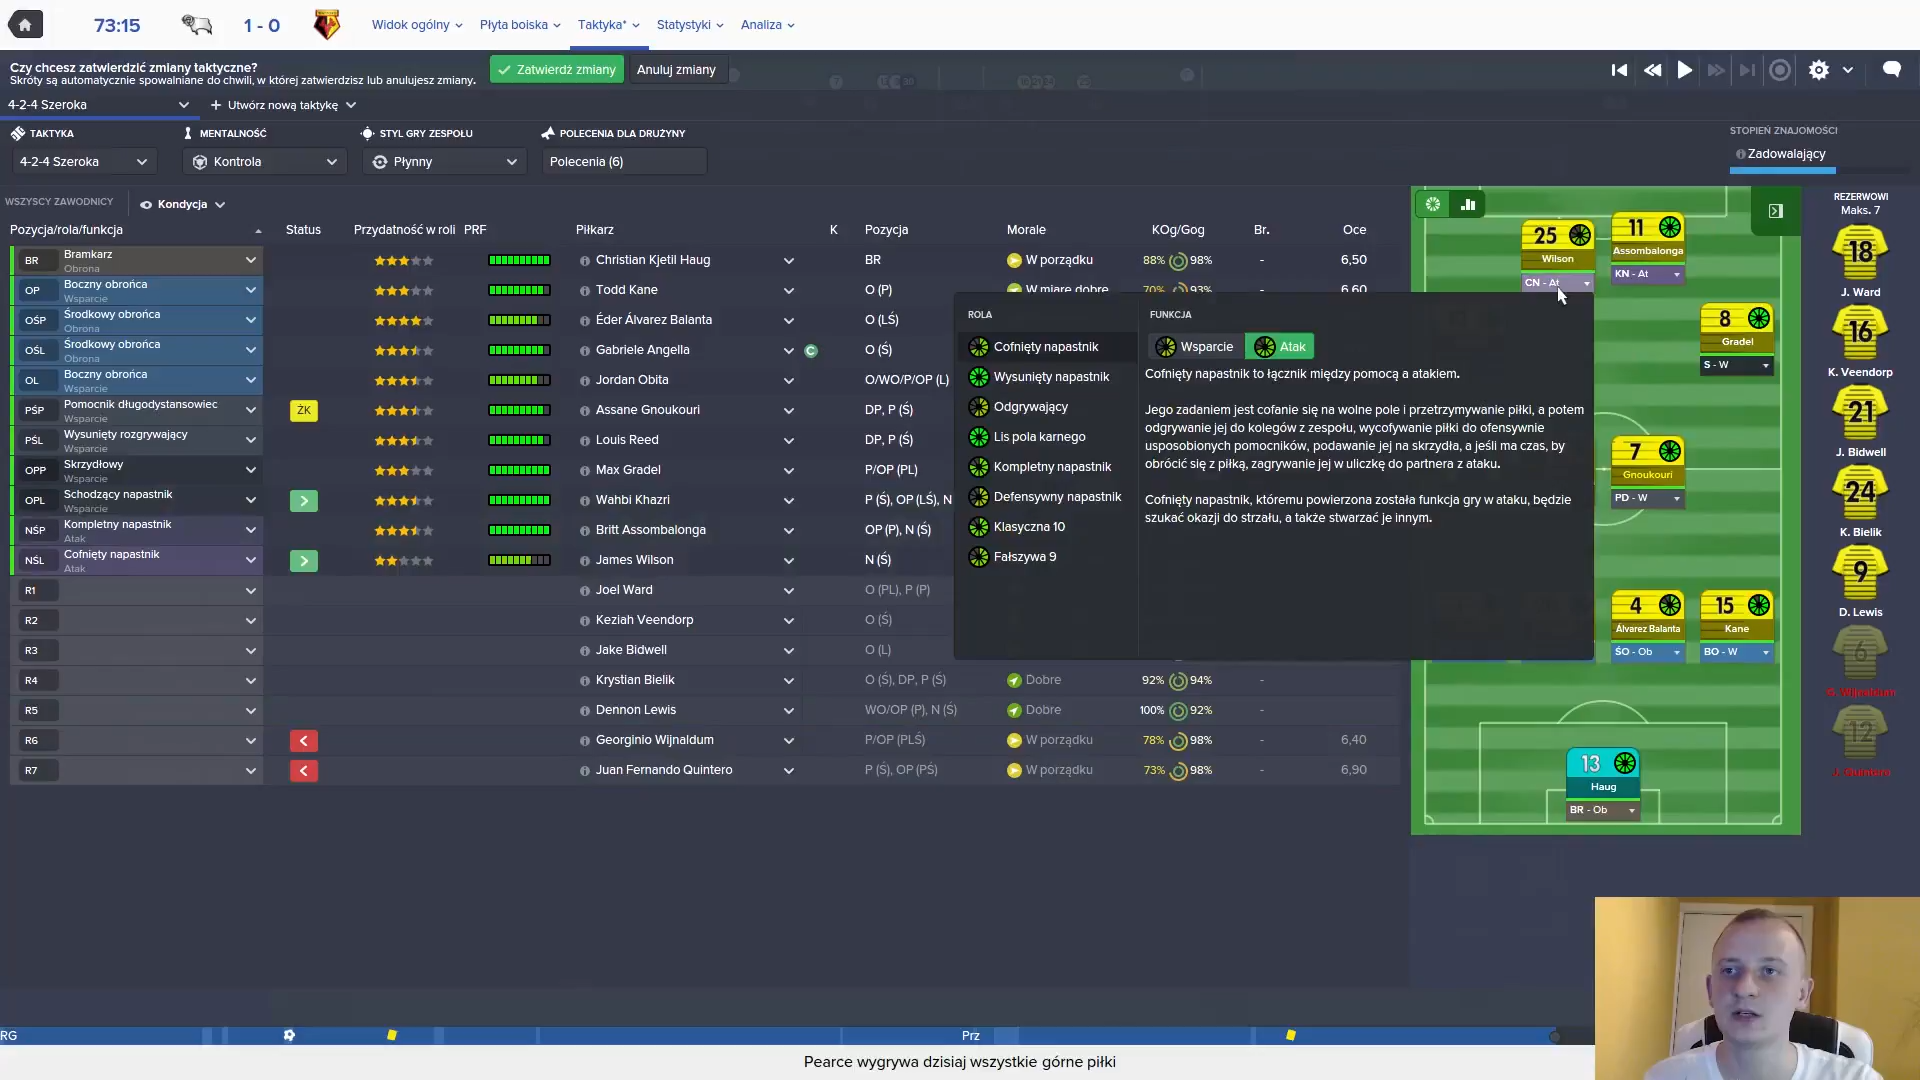 73:15
1 - 0
Widok ogólny
Płyta boiska
Taktyka*
Statystyki
Analiza
Czy chcesz zatwierdzić zmiany taktyczne?
Skróty są automatycznie spowalniane do chwili, w której zatwierdzisz lub anulujesz zmiany.
Zatwierdź zmiany
Anuluj zmiany
4-2-4 Szeroka
Utwórz nową taktykę
TAKTYKA
MENTALNOŚĆ
STYL GRY ZESPOŁU
POLECENIA DLA DRUŻYNY
4-2-4 Szeroka
Kontrola
Płynny
Polecenia (6)
STOPIEŃ ZNAJOMOŚCI
Zadowalający
WSZYSCY ZAWODNICY
Kondycja
Pozycja/rola/funkcja
Status
Przydatność w roli
PRF
Piłkarz
K
Pozycja
Morale
KOg/Gog
Br.
Oce
BR Bramkarz
Obrona
Christian Kjetil Haug
BR
W porządku
88% 98%
-
6,50
OP Boczny obrońca
Wsparcie
Todd Kane
O (P)
W miarę dobre
70% 93%
-
6,60
OŚP Środkowy obrońca
Obrona
Éder Álvarez Balanta
O (LŚ)
OŚL Środkowy obrońca
Obrona
Gabriele Angella
C
O (Ś)
OL Boczny obrońca
Wsparcie
Jordan Obita
O/WO/P/OP (L)
PŚP Pomocnik długodystansowiec
Wsparcie
ŻK
Assane Gnoukouri
DP, P (Ś)
PŚL Wysunięty rozgrywający
Wsparcie
Louis Reed
DP, P (Ś)
OPP Skrzydłowy
Wsparcie
Max Gradel
P/OP (PL)
OPL Schodzący napastnik
Wsparcie
Wahbi Khazri
P (Ś), OP (LŚ), N
NŚP Kompletny napastnik
Atak
Britt Assombalonga
OP (P), N (Ś)
NŚL Cofnięty napastnik
Atak
James Wilson
N (Ś)
R1
Joel Ward
O (PL), P (P)
R2
Keziah Veendorp
O (Ś)
R3
Jake Bidwell
O (L)
R4
Krystian Bielik
O (Ś), DP, P (Ś)
Dobre
92% 94%
-
R5
Dennon Lewis
WO/OP (P), N (Ś)
Dobre
100% 92%
-
R6
Georginio Wijnaldum
P/OP (PLŚ)
W porządku
78% 98%
-
6,40
R7
Juan Fernando Quintero
P (Ś), OP (PŚ)
W porządku
73% 98%
-
6,90
ROLA
Cofnięty napastnik
Wysunięty napastnik
Odgrywający
Lis pola karnego
Kompletny napastnik
Defensywny napastnik
Klasyczna 10
Fałszywa 9
FUNKCJA
Wsparcie
Atak
Cofnięty napastnik to łącznik między pomocą a atakiem.
Jego zadaniem jest cofanie się na wolne pole i przetrzymywanie piłki, a potem
odgrywanie jej do kolegów z zespołu, wycofywanie piłki do ofensywnie
usposobionych pomocników, podawanie jej na skrzydła, a jeśli ma czas, by
obrócić się z piłką, zagrywanie jej w uliczkę do partnera z ataku.
Cofnięty napastnik, któremu powierzona została funkcja gry w ataku, będzie
szukać okazji do strzału, a także stwarzać je innym.
25
Wilson
CN - At
11
Assombalonga
KN - At
8
Gradel
S - W
7
Gnoukouri
PD - W
4
Álvarez Balanta
ŚO - Ob
15
Kane
BO - W
13
Haug
BR - Ob
REZERWOWI
Maks. 7
18
J. Ward
16
K. Veendorp
21
J. Bidwell
24
K. Bielik
9
D. Lewis
6
G. Wijnaldum
12
J. Quintero
RG
Prz
Pearce wygrywa dzisiaj wszystkie górne piłki